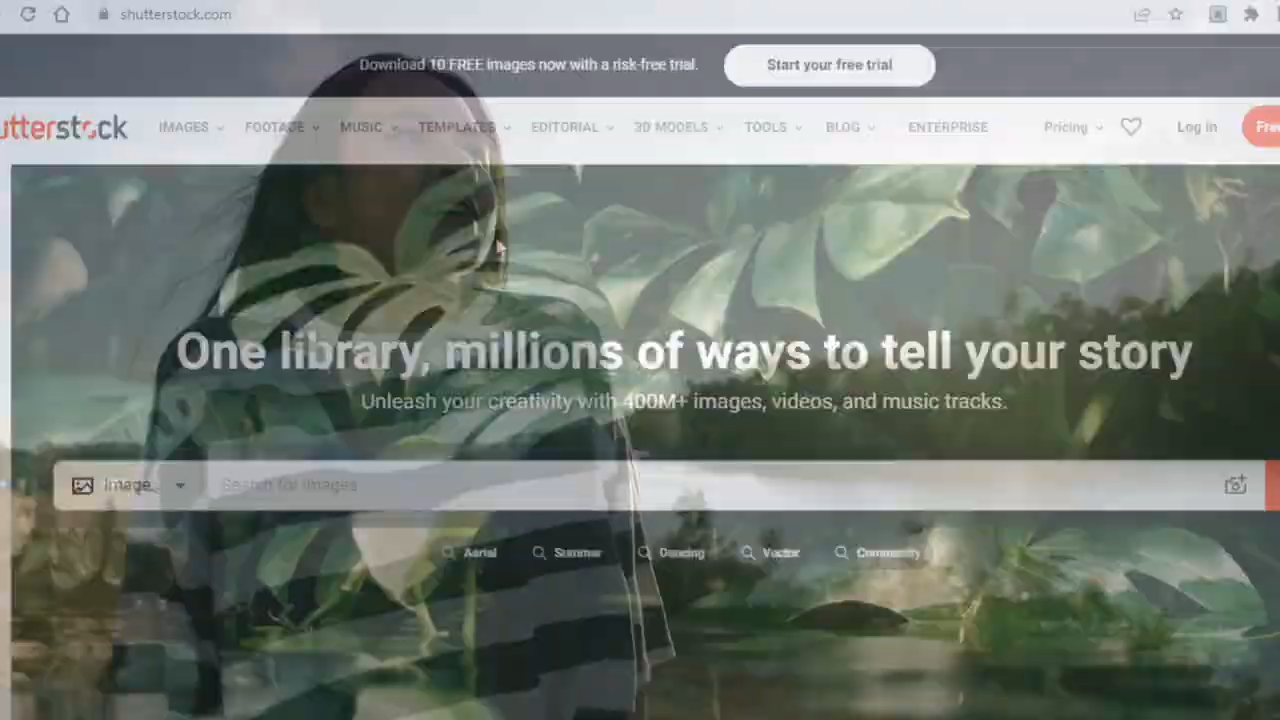 shutterstock.com
Download 10 FREE images now with a risk-free trial.
Start your free trial
utterstock
IMAGES FOOTAGE MUSIC TEMPLATES EDITORIAL 3D MODELS TOOLS BLOG ENTERPRISE Pricing Log in Free
One library, millions of ways to tell your story
Unleash your creativity with 400M+ images, videos, and music tracks.
Image Search for images
Aerial Summer Dancing Vector Community